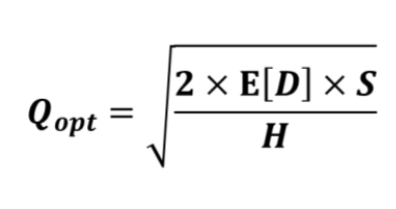 Q_opt = √((2 × E[D] × S) / H)